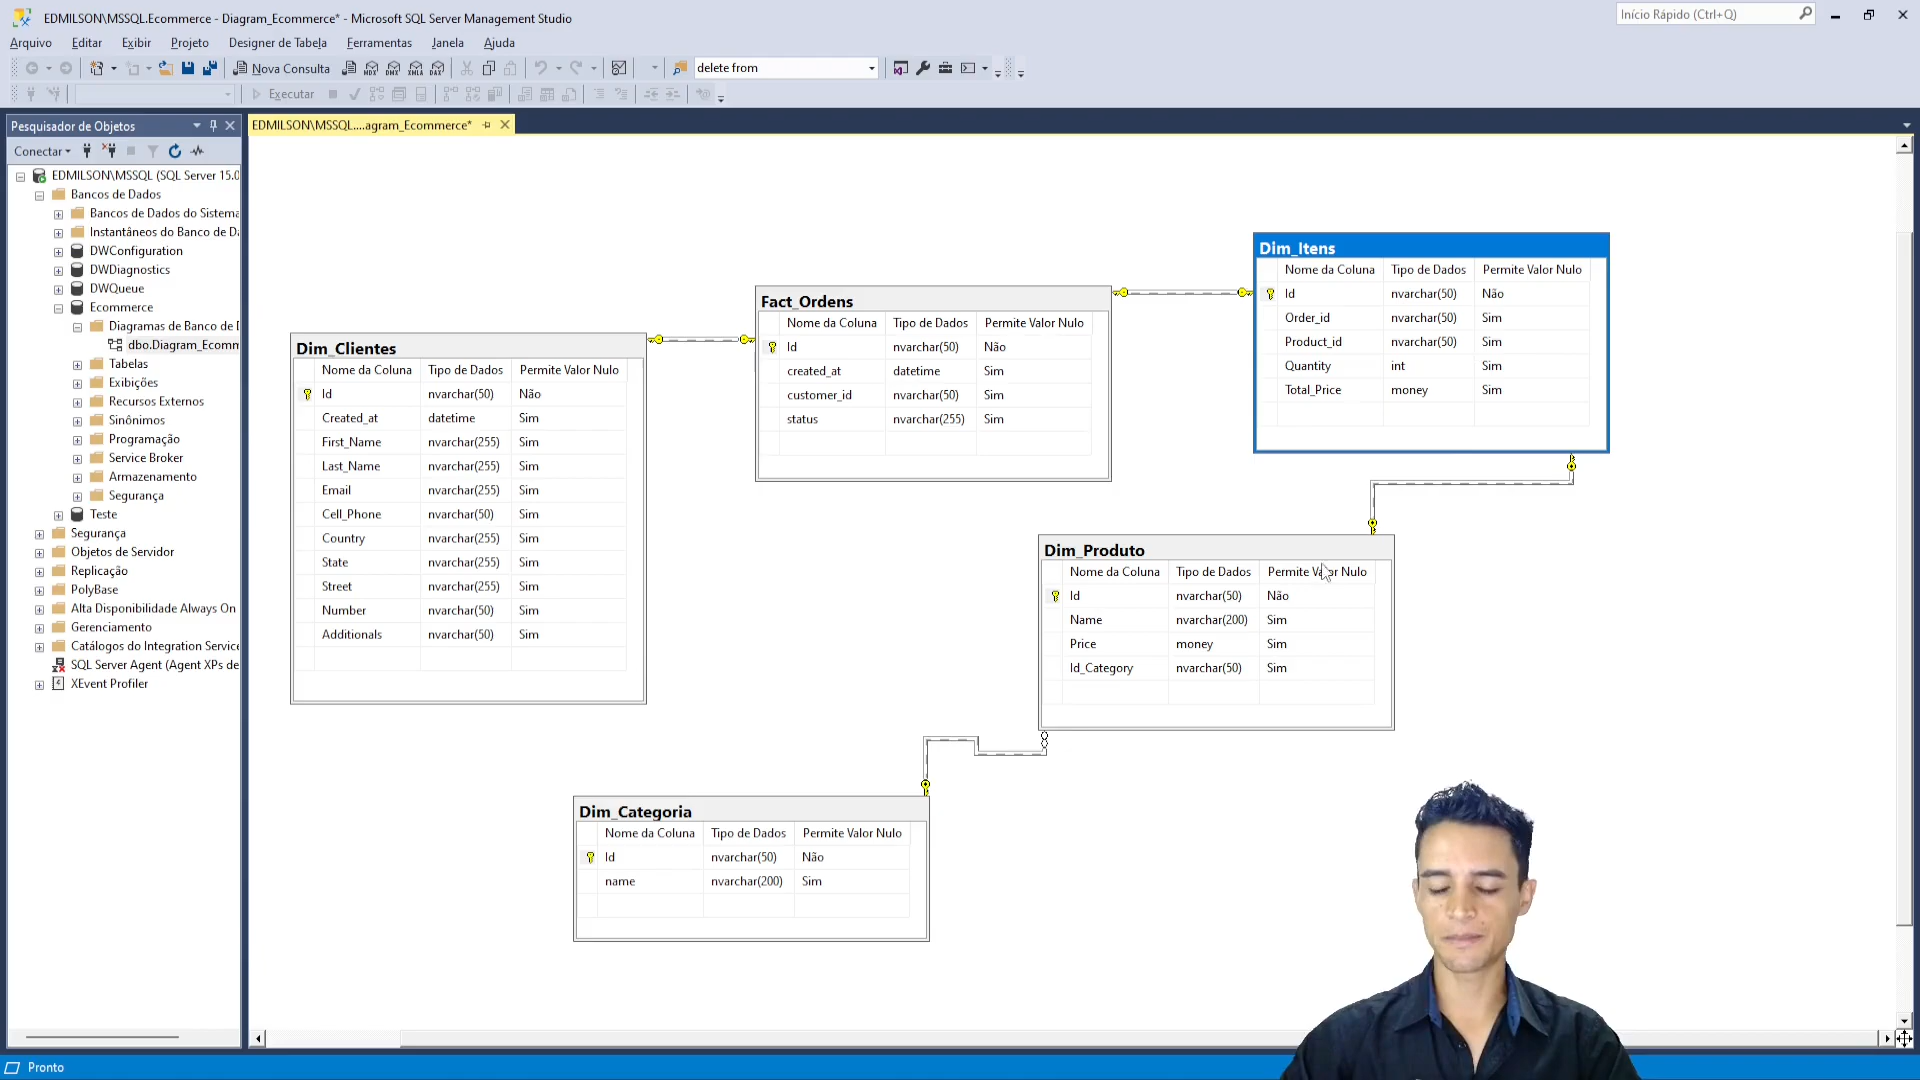 EDMILSON\MSSQL.Ecommerce - Diagram_Ecommerce* - Microsoft SQL Server Management Studio
Início Rápido (Ctrl+Q)
Arquivo Editar Exibir Projeto Designer de Tabela Ferramentas Janela Ajuda
Nova Consulta
MDX DMX XMLA DAX
delete from
Executar
Pesquisador de Objetos
EDMILSON\MSSQL....agram_Ecommerce*
Conectar
EDMILSON\MSSQL (SQL Server 15.0
Bancos de Dados
Bancos de Dados do Sistema
Instantâneos do Banco de Da
DWConfiguration
DWDiagnostics
DWQueue
Ecommerce
Diagramas de Banco de D
dbo.Diagram_Ecomm
Tabelas
Exibições
Recursos Externos
Sinônimos
Programação
Service Broker
Armazenamento
Segurança
Teste
Segurança
Objetos de Servidor
Replicação
PolyBase
Alta Disponibilidade Always On
Gerenciamento
Catálogos do Integration Service
SQL Server Agent (Agent XPs de
XEvent Profiler
Dim_Clientes
Nome da Coluna Tipo de Dados Permite Valor Nulo
Id nvarchar(50) Não
Created_at datetime Sim
First_Name nvarchar(255) Sim
Last_Name nvarchar(255) Sim
Email nvarchar(255) Sim
Cell_Phone nvarchar(50) Sim
Country nvarchar(255) Sim
State nvarchar(255) Sim
Street nvarchar(255) Sim
Number nvarchar(50) Sim
Additionals nvarchar(50) Sim
Fact_Ordens
Nome da Coluna Tipo de Dados Permite Valor Nulo
Id nvarchar(50) Não
created_at datetime Sim
customer_id nvarchar(50) Sim
status nvarchar(255) Sim
Dim_Itens
Nome da Coluna Tipo de Dados Permite Valor Nulo
Id nvarchar(50) Não
Order_id nvarchar(50) Sim
Product_id nvarchar(50) Sim
Quantity int Sim
Total_Price money Sim
Dim_Produto
Nome da Coluna Tipo de Dados Permite Valor Nulo
Id nvarchar(50) Não
Name nvarchar(200) Sim
Price money Sim
Id_Category nvarchar(50) Sim
Dim_Categoria
Nome da Coluna Tipo de Dados Permite Valor Nulo
Id nvarchar(50) Não
name nvarchar(200) Sim
Pronto